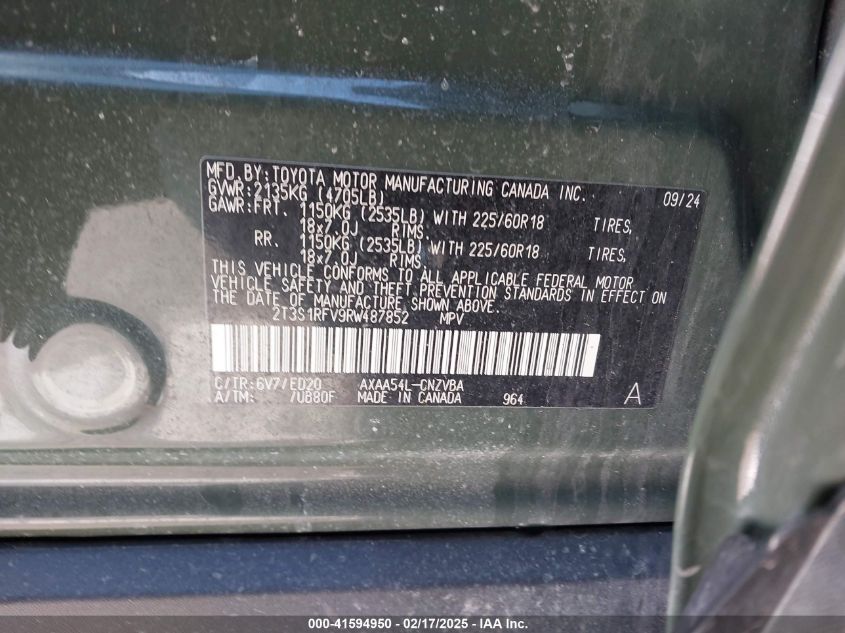 MFD. BY: TOYOTA MOTOR MANUFACTURING CANADA INC. 09/24
GVWR: 2135KG (4705LB)
GAWR: FRT. 1150KG (2535LB) WITH 225/60R18 TIRES,
18x7.0J RIMS,
RR. 1150KG (2535LB) WITH 225/60R18 TIRES,
18x7.0J RIMS,
THIS VEHICLE CONFORMS TO ALL APPLICABLE FEDERAL MOTOR
VEHICLE SAFETY AND THEFT PREVENTION STANDARDS IN EFFECT ON
THE DATE OF MANUFACTURE SHOWN ABOVE.
2T3S1RFV9RW487852 MPV
C/TR: 6V7/ED20 AXAA54L-CNZVBA
A/TM: /UB80F MADE IN CANADA 964 A
000-41594950 - 02/17/2025 - IAA Inc.